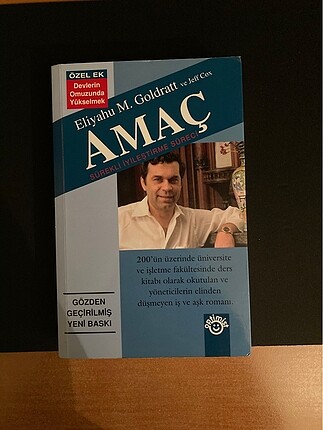 ÖZEL EK
Devlerin
Omuzunda
Yükselmek
Eliyahu M. Goldratt ve Jeff Cox
AMAÇ
SÜREKLİ İYİLEŞTİRME SÜRECİ
200'ün üzerinde üniversite
ve işletme fakültesinde ders
kitabı olarak okutulan ve
yöneticilerin elinden
düşmeyen iş ve aşk romanı.
GÖZDEN
GEÇİRİLMİŞ
YENİ BASKI
optimist